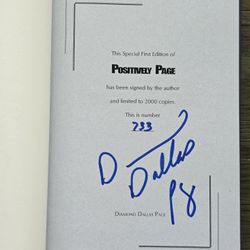 This Special First Edition of
POSITIVELY PAGE
has been signed by the author
and limited to 2000 copies.
This is number
733
D Dallas
Pg
DIAMOND DALLAS PAGE